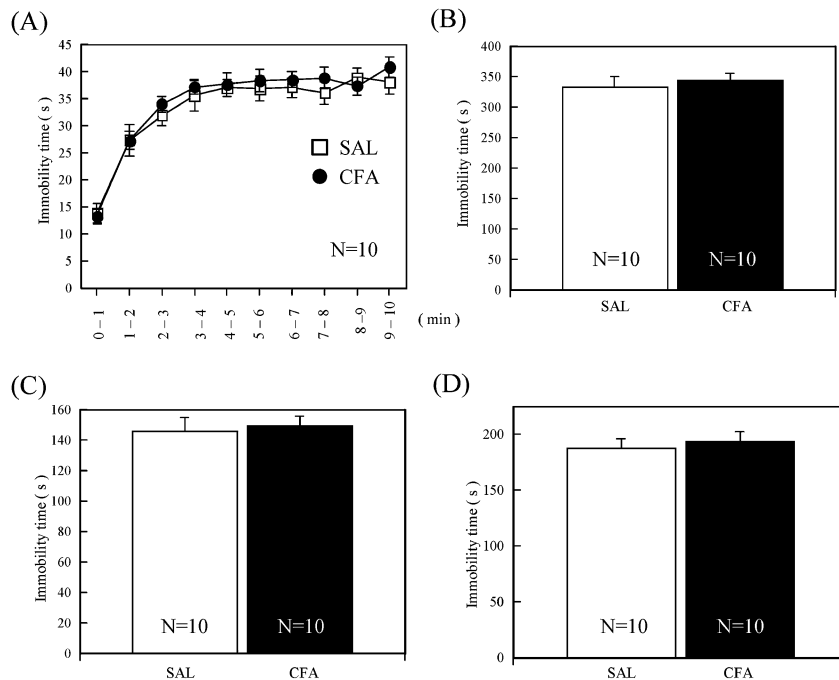 (A)
45
40
35
30
25
20
15
10
5
0
Immobility time ( s )
SAL
CFA
N=10
0 – 1
1 – 2
2 – 3
3 – 4
4 – 5
5 – 6
6 – 7
7 – 8
8 – 9
9 – 10
( min )
(B)
400
350
300
250
200
150
100
50
0
Immobility time ( s )
N=10
N=10
SAL
CFA
(C)
160
140
120
100
80
60
40
20
0
Immobility time ( s )
N=10
N=10
SAL
CFA
(D)
200
150
200
50
0
Immobility time ( s )
N=10
N=10
SAL
CFA